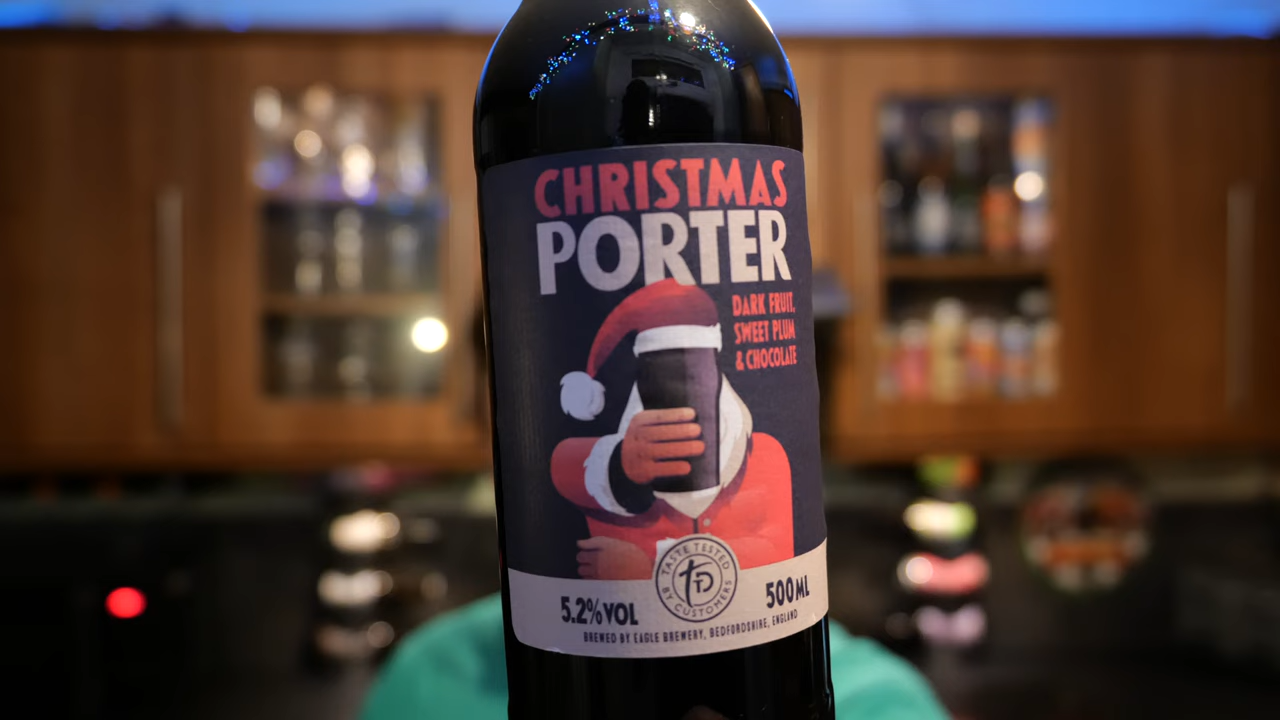 CHRISTMAS
PORTER
DARK FRUIT,
SWEET PLUM
& CHOCOLATE
TASTE TESTED
TD
BY CUSTOMERS
5.2%VOL
500ML
BREWED BY EAGLE BREWERY, BEDFORDSHIRE, ENGLAND